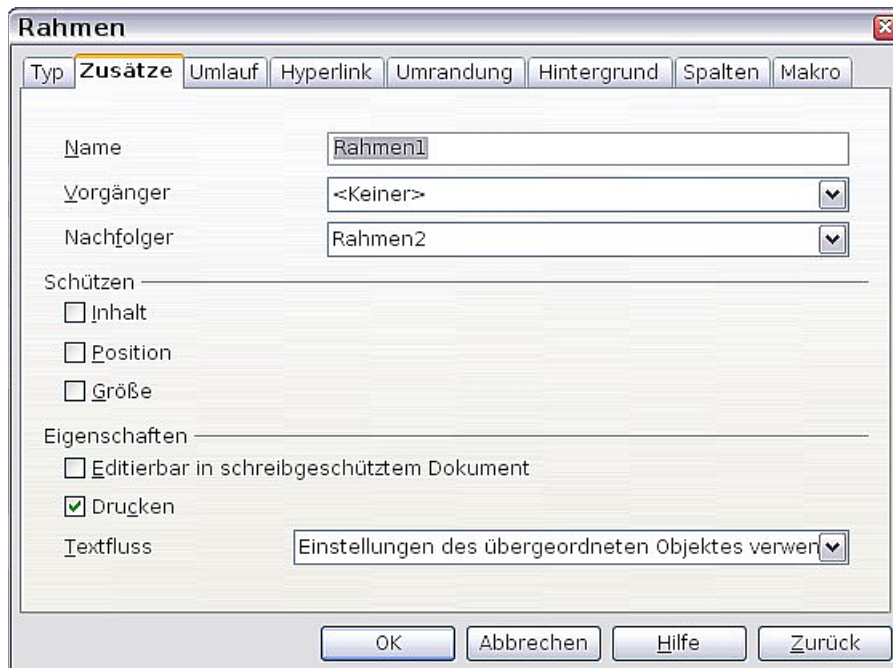 Rahmen
Typ Zusätze Umlauf Hyperlink Umrandung Hintergrund Spalten Makro
Name Rahmen1
Vorgänger <Keiner>
Nachfolger Rahmen2
Schützen
Inhalt
Position
Größe
Eigenschaften
Editierbar in schreibgeschütztem Dokument
Drucken
Textfluss Einstellungen des übergeordneten Objektes verwen
OK Abbrechen Hilfe Zurück